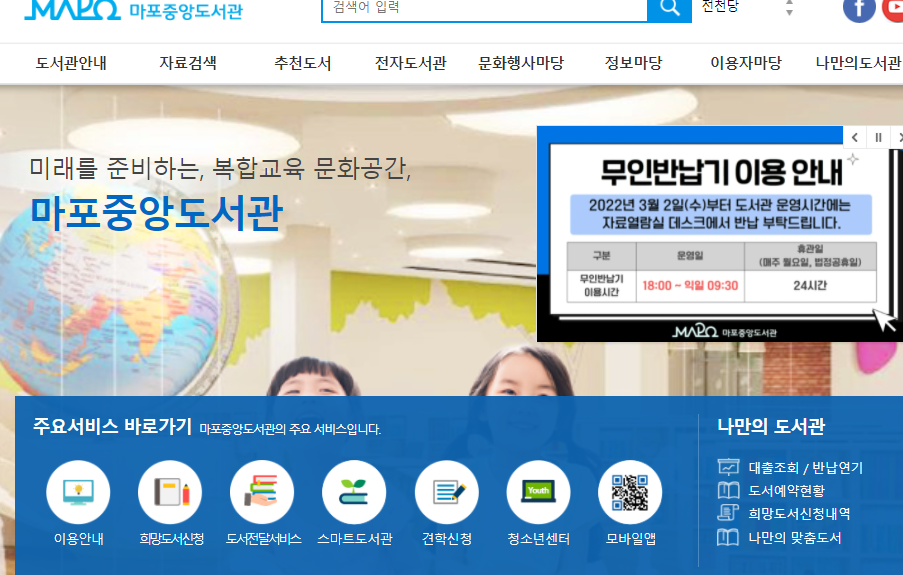 MAPO 마포중앙도서관
검색어 입력
전천당
도서관안내 자료검색 추천도서 전자도서관 문화행사마당 정보마당 이용자마당 나만의도서관
미래를 준비하는, 복합교육 문화공간,
마포중앙도서관
무인반납기 이용 안내
2022년 3월 2일(수)부터 도서관 운영시간에는
자료열람실 데스크에서 반납 부탁드립니다.
구분 운영일 휴관일
(매주 월요일, 법정공휴일)
무인반납기
이용시간 18:00 ~ 익일 09:30 24시간
MAPO 마포중앙도서관
주요서비스 바로가기 마포중앙도서관의 주요 서비스입니다.
Youth
이용안내 희망도서신청 도서전달서비스 스마트도서관 견학신청 청소년센터 모바일앱
나만의 도서관
대출조회 / 반납연기
도서예약현황
희망도서신청내역
나만의 맞춤도서